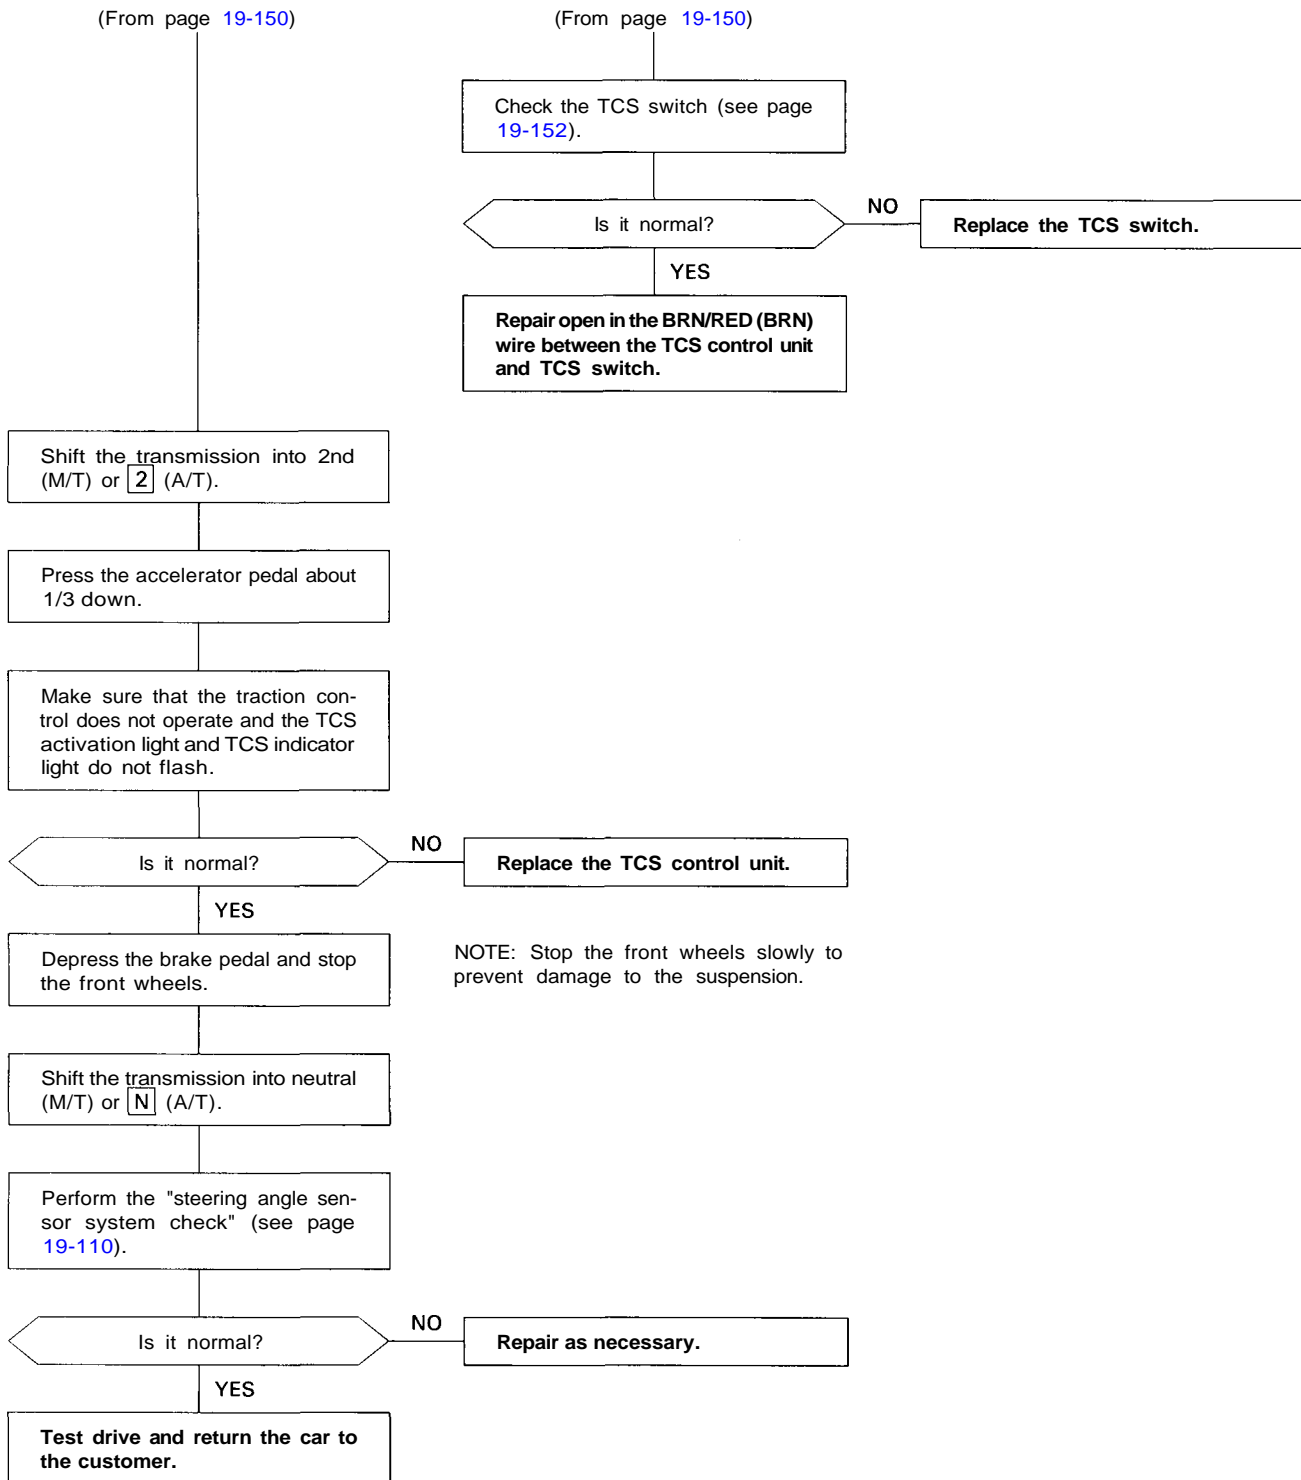 (From page 19-150)
(From page 19-150)
Check the TCS switch (see page
19-152).
Is it normal?
NO
Replace the TCS switch.
YES
Repair open in the BRN/RED (BRN)
wire between the TCS control unit
and TCS switch.
Shift the transmission into 2nd
(M/T) or 2 (A/T).
Press the accelerator pedal about
1/3 down.
Make sure that the traction con-
trol does not operate and the TCS
activation light and TCS indicator
light do not flash.
Is it normal?
NO
Replace the TCS control unit.
YES
Depress the brake pedal and stop
the front wheels.
NOTE: Stop the front wheels slowly to
prevent damage to the suspension.
Shift the transmission into neutral
(M/T) or N (A/T).
Perform the "steering angle sen-
sor system check" (see page
19-110).
Is it normal?
NO
Repair as necessary.
YES
Test drive and return the car to
the customer.